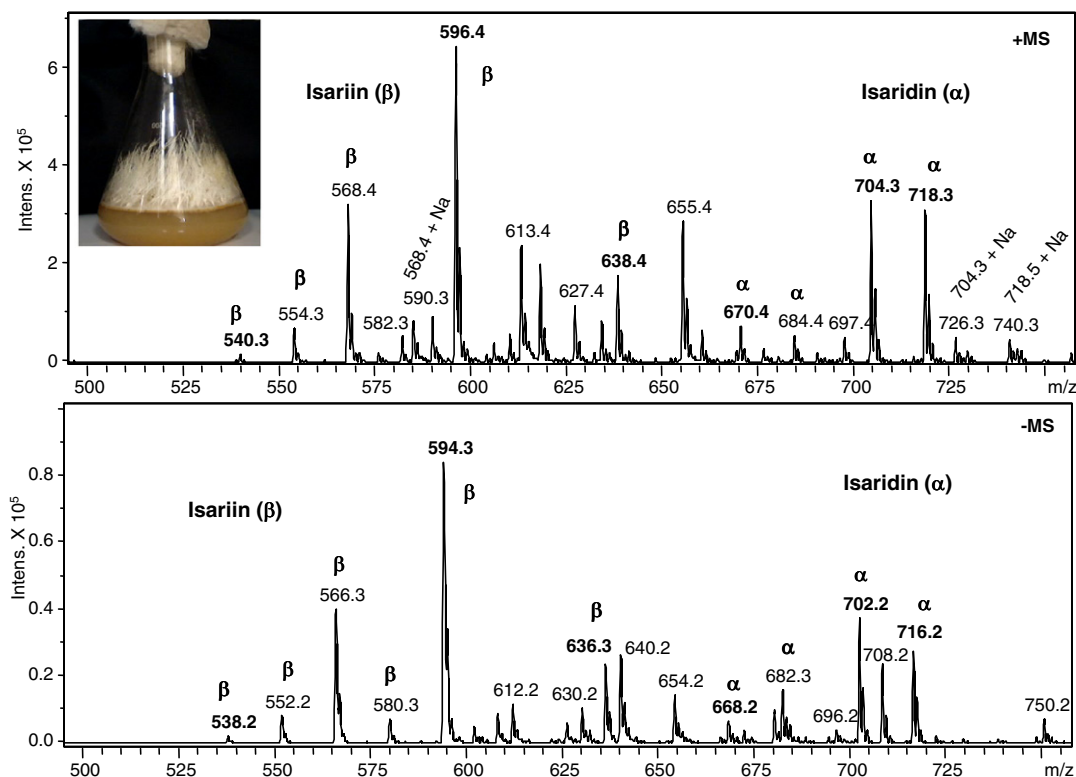 +MS
596.4
β
Isariin (β)
Isaridin (α)
Intens. X 10⁵
6
4
2
0
β
540.3
β
554.3
β
568.4
582.3
568.4 + Na
590.3
613.4
627.4
β
638.4
655.4
α
670.4
α
684.4
697.4
α
704.3
α
718.3
704.3 + Na
726.3
718.5 + Na
740.3
500 525 550 575 600 625 650 675 700 725 m/z
-MS
594.3
β
Isariin (β)
Isaridin (α)
Intens. X 10⁵
0.8
0.6
0.4
0.2
0.0
β
538.2
β
552.2
β
566.3
β
580.3
612.2
630.2
β
636.3
640.2
654.2
α
668.2
α
682.3
696.2
α
702.2
708.2
α
716.2
750.2
500 525 550 575 600 625 650 675 700 725 m/z